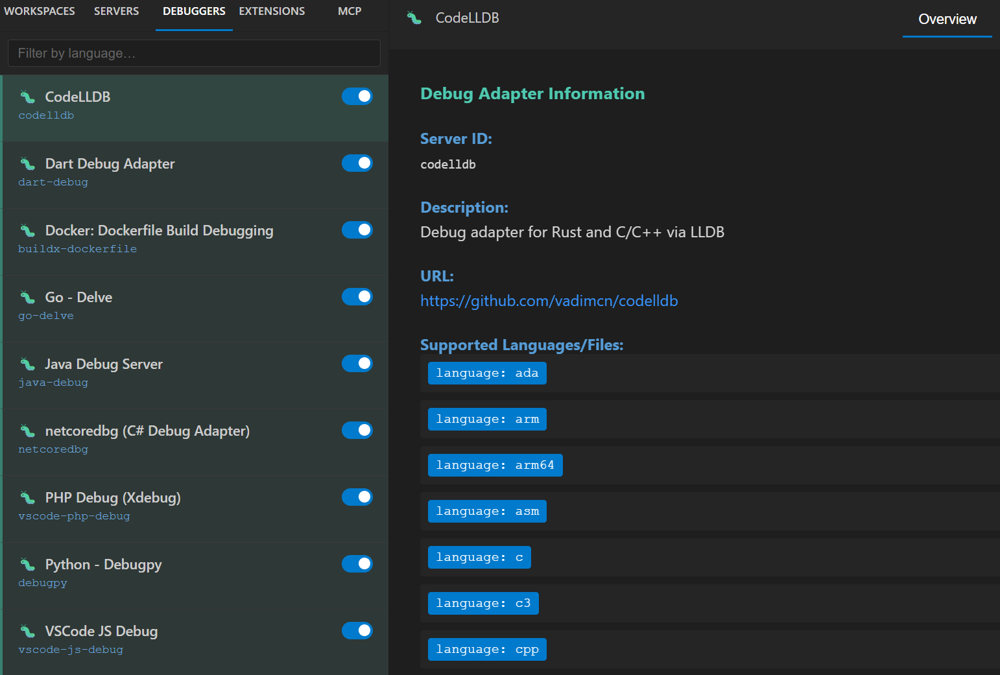 WORKSPACES SERVERS DEBUGGERS EXTENSIONS MCP
Filter by language...
CodeLLDB
codelldb
Dart Debug Adapter
dart-debug
Docker: Dockerfile Build Debugging
buildx-dockerfile
Go - Delve
go-delve
Java Debug Server
java-debug
netcoredbg (C# Debug Adapter)
netcoredbg
PHP Debug (Xdebug)
vscode-php-debug
Python - Debugpy
debugpy
VSCode JS Debug
vscode-js-debug
CodeLLDB
Overview
Debug Adapter Information
Server ID:
codelldb
Description:
Debug adapter for Rust and C/C++ via LLDB
URL:
https://github.com/vadimcn/codelldb
Supported Languages/Files:
language: ada
language: arm
language: arm64
language: asm
language: c
language: c3
language: cpp